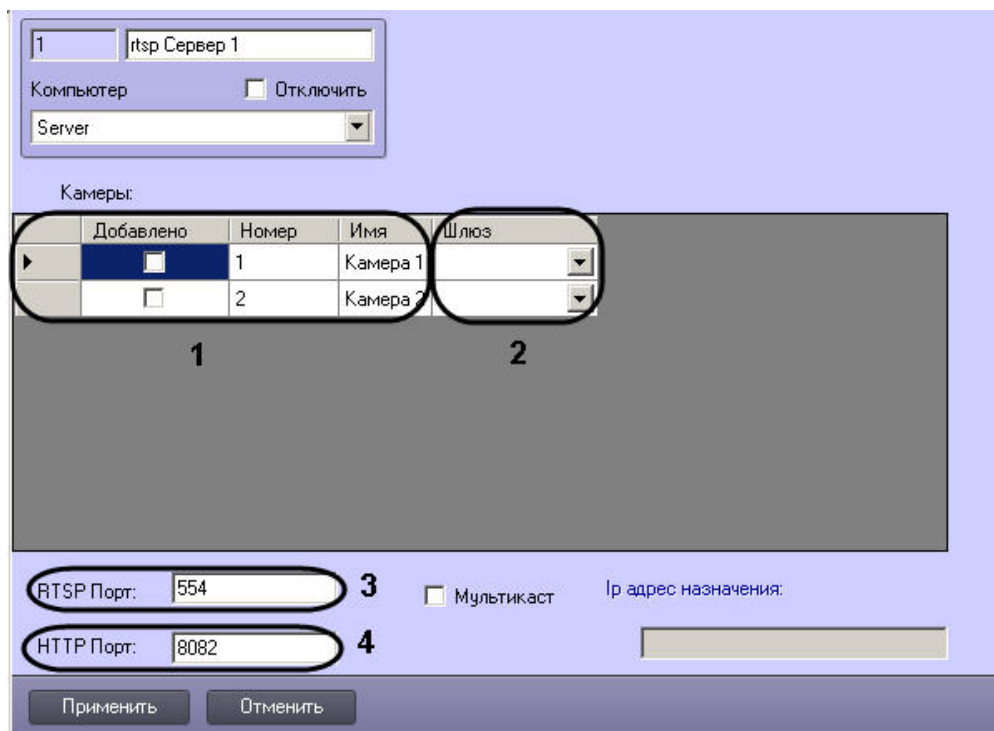 1 rtsp Сервер 1
Компьютер Отключить
Server
Камеры:
Добавлено Номер Имя Шлюз
1 Камера 1
2 Камера 2
1 2
RTSP Порт: 554 3 Мультикаст Ip адрес назначения:
HTTP Порт: 8082 4
Применить Отменить